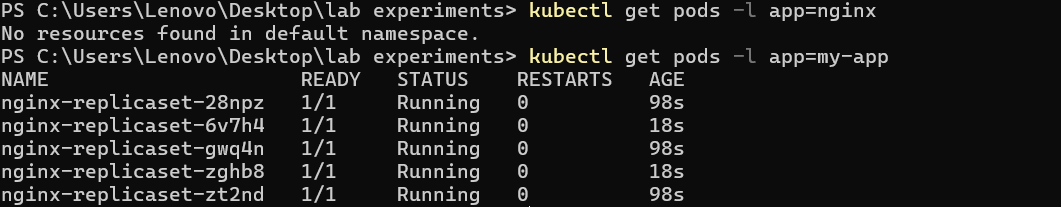 PS C:\Users\Lenovo\Desktop\lab experiments> kubectl get pods -l app=nginx
No resources found in default namespace.
PS C:\Users\Lenovo\Desktop\lab experiments> kubectl get pods -l app=my-app
NAME                     READY   STATUS    RESTARTS   AGE
nginx-replicaset-28npz   1/1     Running   0          98s
nginx-replicaset-6v7h4   1/1     Running   0          18s
nginx-replicaset-gwq4n   1/1     Running   0          98s
nginx-replicaset-zghb8   1/1     Running   0          18s
nginx-replicaset-zt2nd   1/1     Running   0          98s